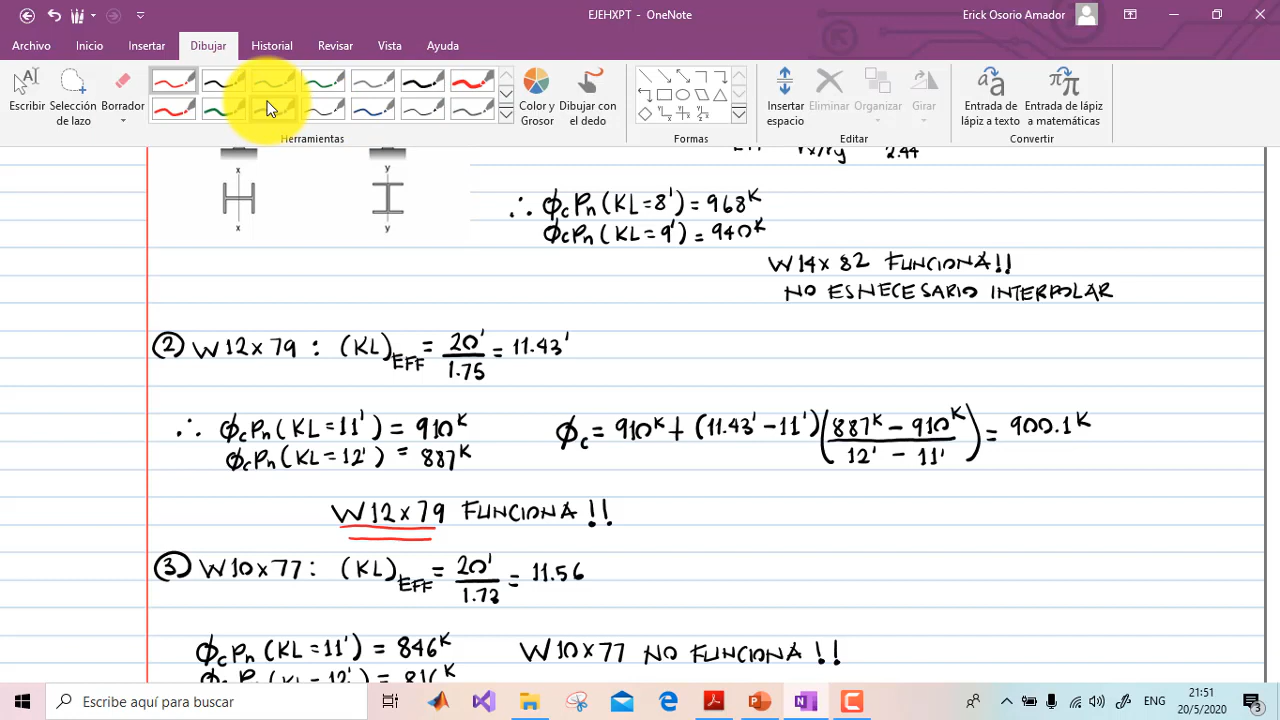 EJEHXPT - OneNote
Erick Osorio Amador
Archivo Inicio Insertar Dibujar Historial Revisar Vista Ayuda
Escribir
Selección de lazo
Borrador
Color y Grosor
Dibujar con el dedo
Insertar espacio
Eliminar
Organizar
Entrada de lápiz a texto
Entrada de lápiz a matemáticas
Herramientas Formas Editar Convertir
2.44
x y
x y
∴ ϕcPn (KL=8') = 968K
ϕcPn (KL=9') = 940K
W14x82 FUNCIONA!!
NO ES NECESARIO INTERPOLAR
② W12x79 : (KL)EFF = 20'/1.75 = 11.43'
∴ ϕcPn (KL=11') = 910K
ϕcPn (KL=12') = 887K
ϕc = 910K + (11.43' - 11')((887K - 910K)/(12' - 11')) = 900.1K
W12x79 FUNCIONA !!
③ W10x77 : (KL)EFF = 20'/1.73 = 11.56
ϕcPn (KL=11') = 846K
W10x77 NO FUNCIONA !!
ϕcPn (KL=12') = 816K
Escribe aquí para buscar
ENG
21:51
20/5/2020
3